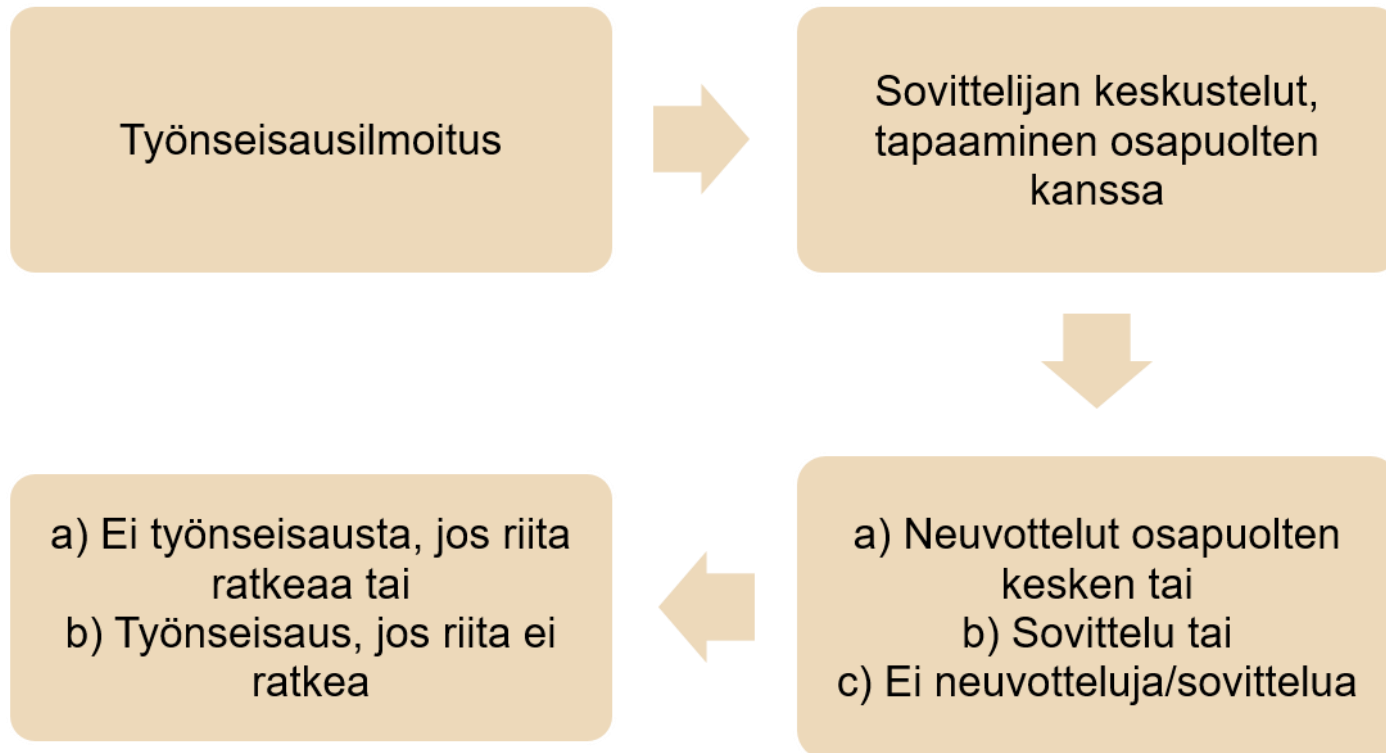 Työnseisausilmoitus
Sovittelijan keskustelut,
tapaaminen osapuolten
kanssa
a) Neuvottelut osapuolten
kesken tai
b) Sovittelu tai
c) Ei neuvotteluja/sovittelua
a) Ei työnseisausta, jos riita
ratkeaa tai
b) Työnseisaus, jos riita ei
ratkea